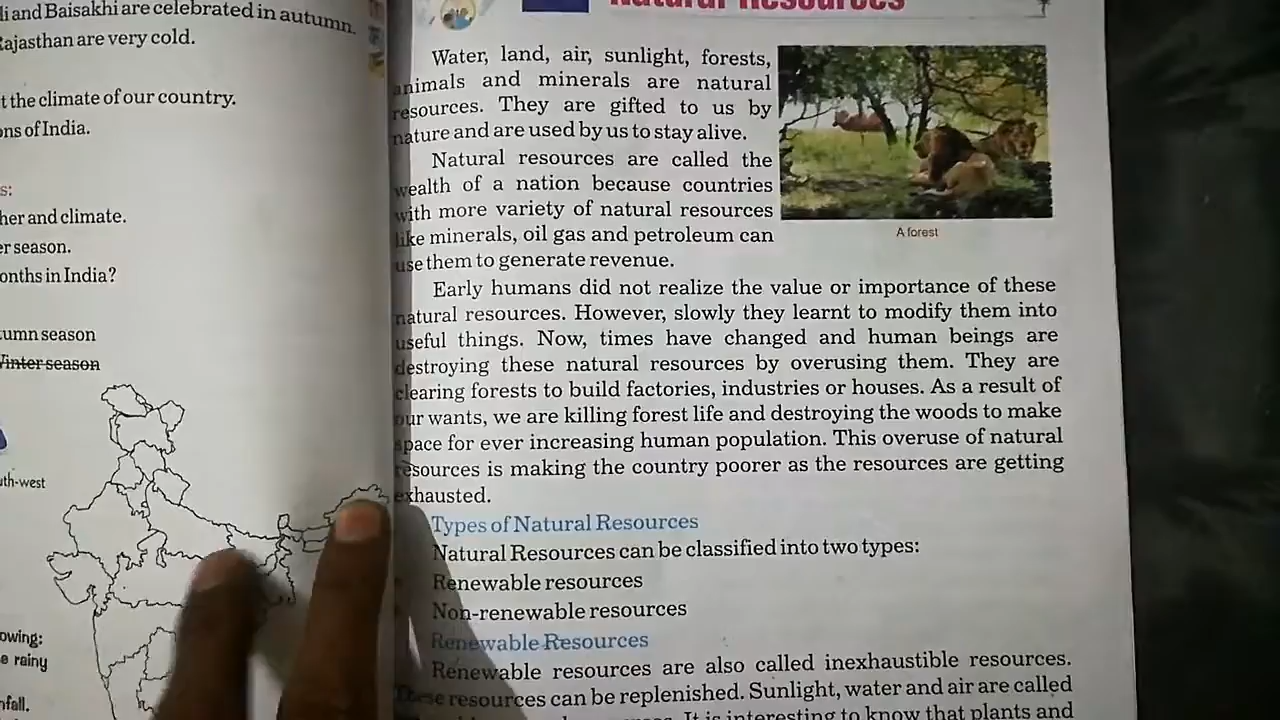 li and Baisakhi are celebrated in autumn.
Rajasthan are very cold.
t the climate of our country.
ons of India.
s:
her and climate.
er season.
onths in India?
tumn season
Winter season
uth-west
owing:
e rainy
nfall.
Natural Resources
Water, land, air, sunlight, forests,
animals and minerals are natural
resources. They are gifted to us by
nature and are used by us to stay alive.
Natural resources are called the
wealth of a nation because countries
with more variety of natural resources
like minerals, oil gas and petroleum can
use them to generate revenue.
A forest
Early humans did not realize the value or importance of these
natural resources. However, slowly they learnt to modify them into
useful things. Now, times have changed and human beings are
destroying these natural resources by overusing them. They are
clearing forests to build factories, industries or houses. As a result of
our wants, we are killing forest life and destroying the woods to make
space for ever increasing human population. This overuse of natural
resources is making the country poorer as the resources are getting
exhausted.
Types of Natural Resources
Natural Resources can be classified into two types:
Renewable resources
Non-renewable resources
Renewable Resources
Renewable resources are also called inexhaustible resources.
These resources can be replenished. Sunlight, water and air are called
It is interesting to know that plants and